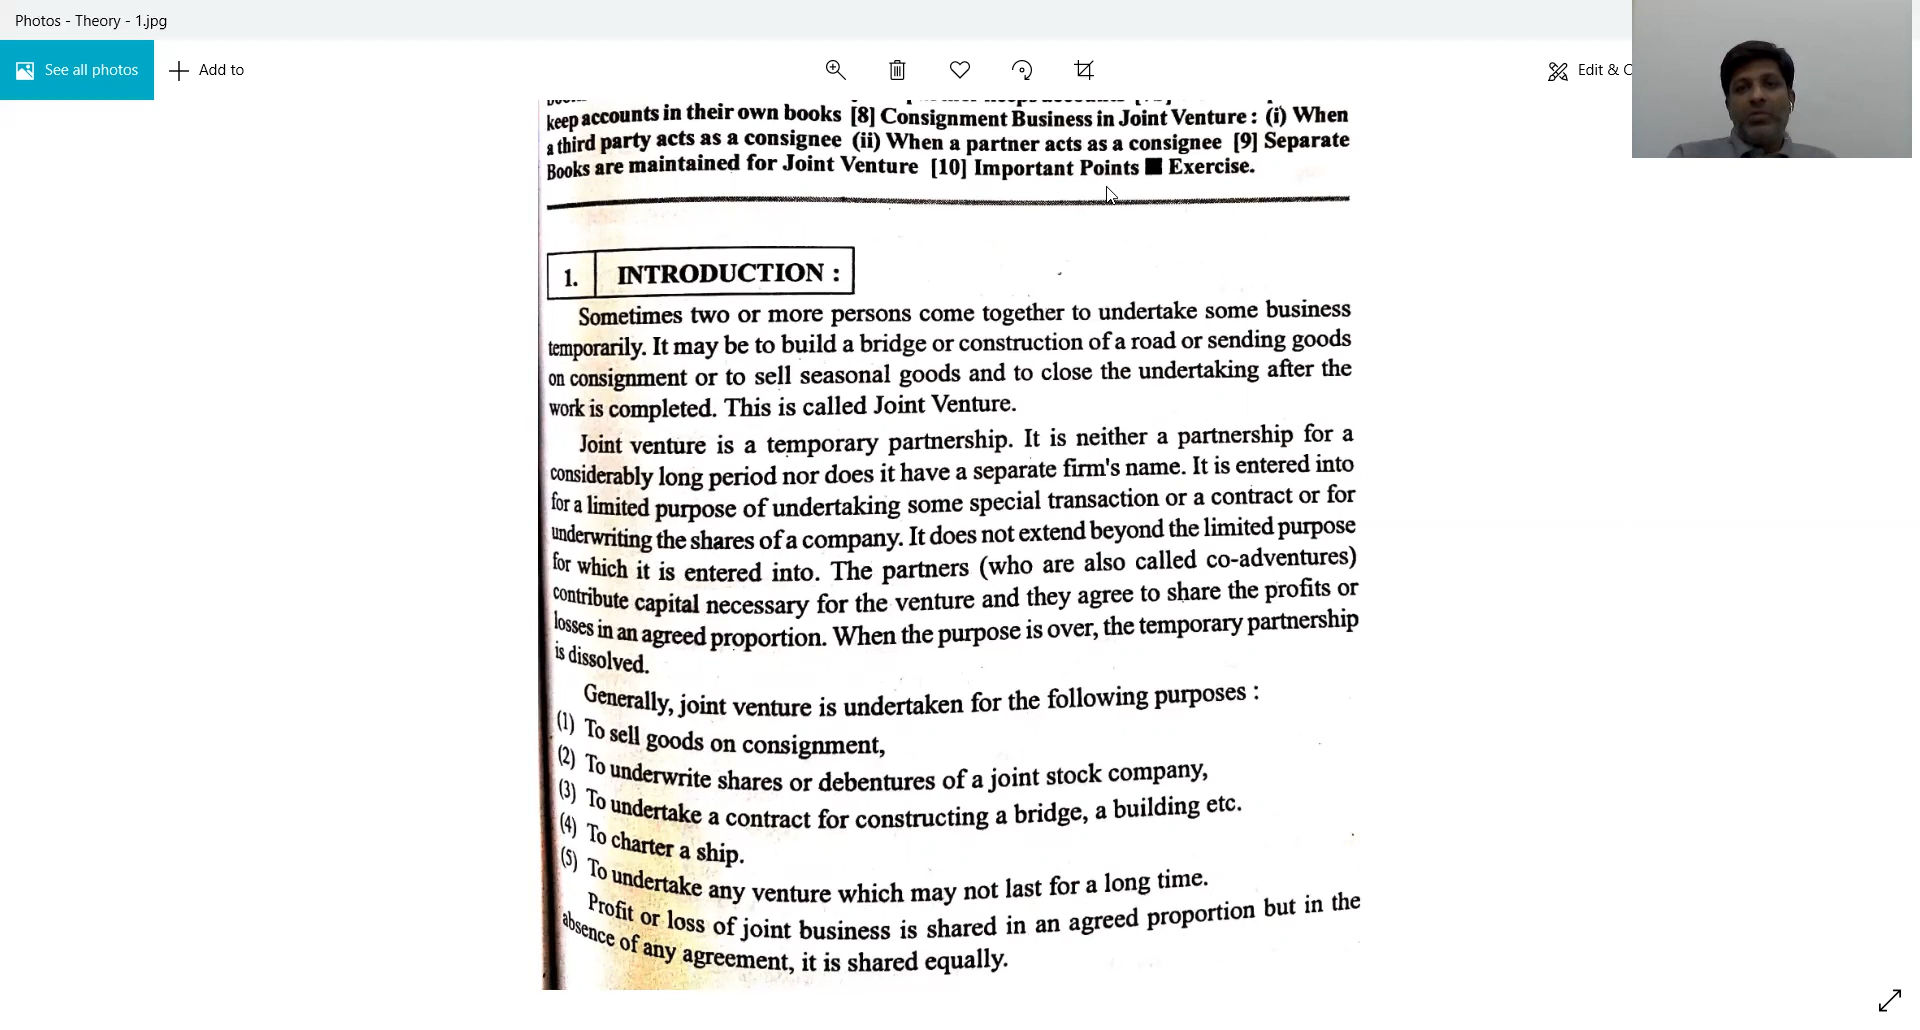 Photos - Theory - 1.jpg
See all photos
Add to
Edit & C
keep accounts in their own books [8] Consignment Business in Joint Venture : (i) When
a third party acts as a consignee (ii) When a partner acts as a consignee [9] Separate
Books are maintained for Joint Venture [10] Important Points ■ Exercise.
1. INTRODUCTION :
Sometimes two or more persons come together to undertake some business
temporarily. It may be to build a bridge or construction of a road or sending goods
on consignment or to sell seasonal goods and to close the undertaking after the
work is completed. This is called Joint Venture.
Joint venture is a temporary partnership. It is neither a partnership for a
considerably long period nor does it have a separate firm's name. It is entered into
for a limited purpose of undertaking some special transaction or a contract or for
underwriting the shares of a company. It does not extend beyond the limited purpose
for which it is entered into. The partners (who are also called co-adventures)
contribute capital necessary for the venture and they agree to share the profits or
losses in an agreed proportion. When the purpose is over, the temporary partnership
is dissolved.
Generally, joint venture is undertaken for the following purposes :
(1) To sell goods on consignment,
(2) To underwrite shares or debentures of a joint stock company,
(3) To undertake a contract for constructing a bridge, a building etc.
(4) To charter a ship.
(5) To undertake any venture which may not last for a long time.
Profit or loss of joint business is shared in an agreed proportion but in the
absence of any agreement, it is shared equally.